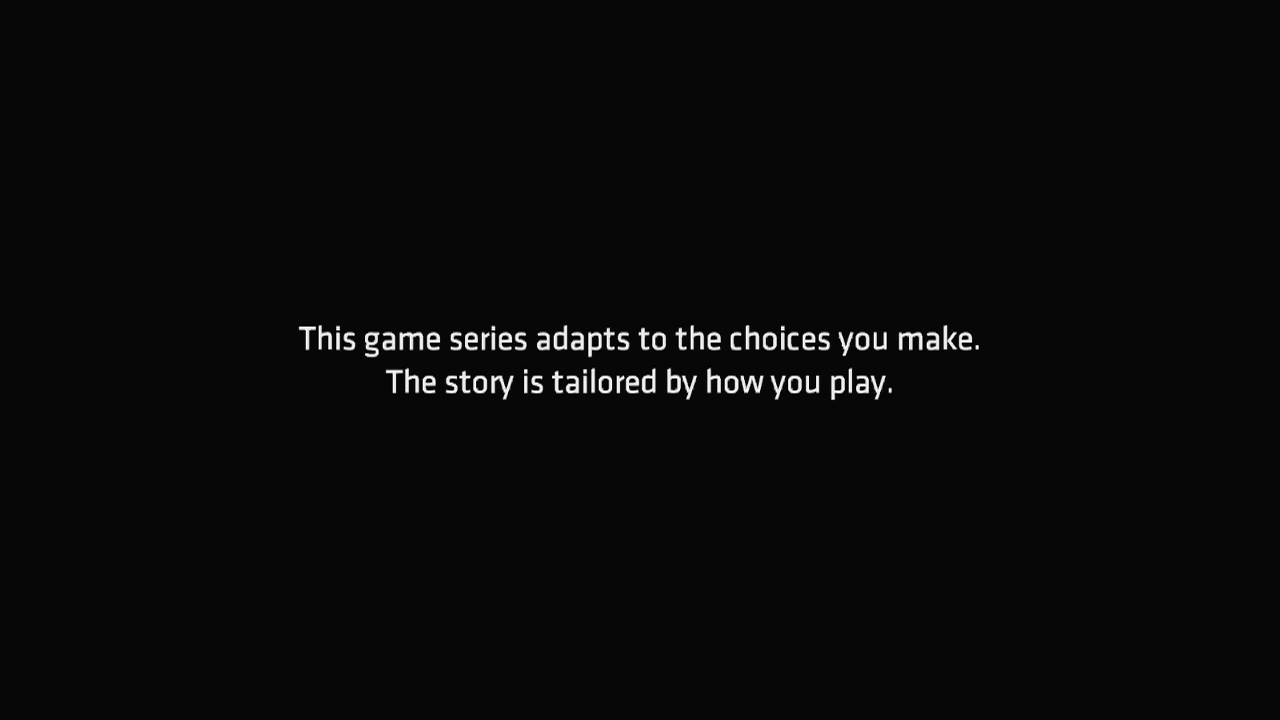 This game series adapts to the choices you make.
The story is tailored by how you play.